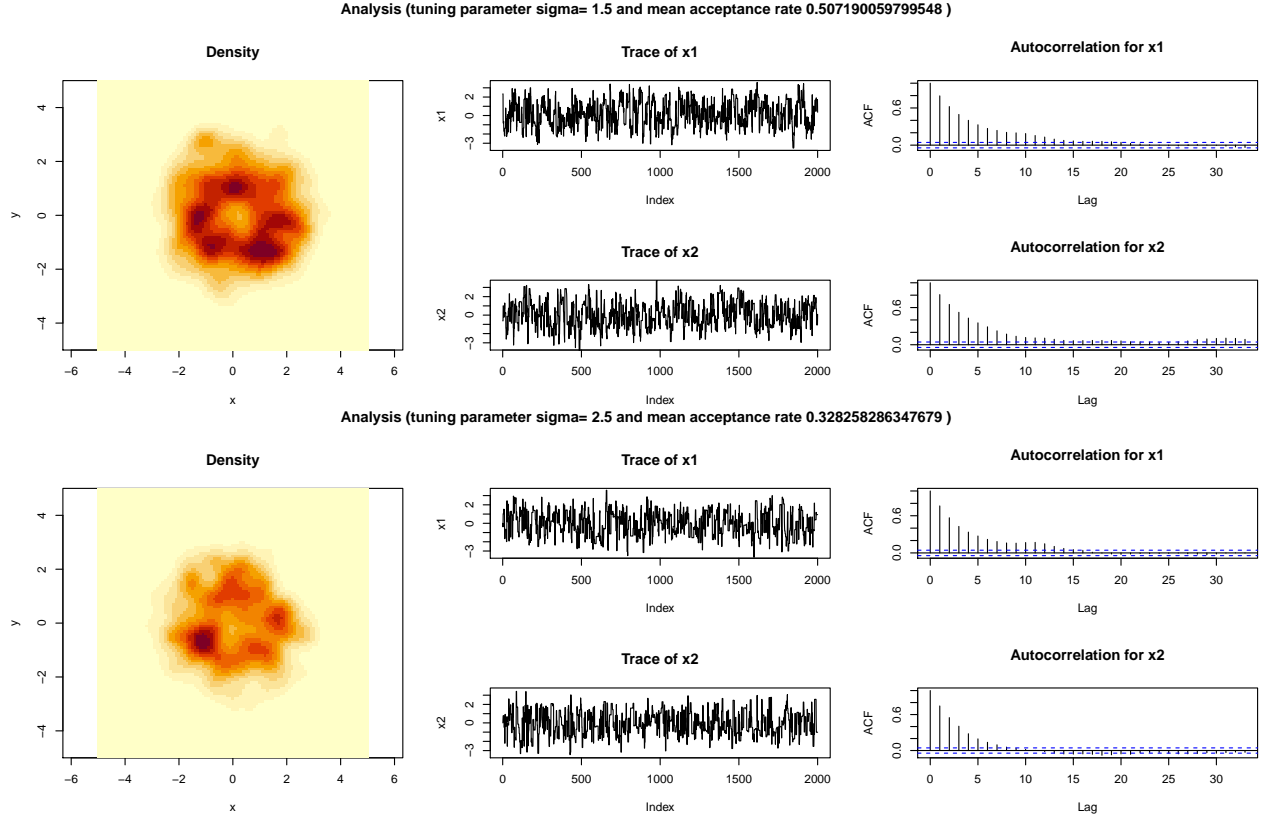 Analysis (tuning parameter sigma= 1.5 and mean acceptance rate 0.507190059799548 )
Density
4
2
0
−2
−4
y
−6 −4 −2 0 2 4 6
x
Trace of x1
2
0
−3
x1
0 500 1000 1500 2000
Index
Autocorrelation for x1
0.6
0.0
ACF
0 5 10 15 20 25 30
Lag
Trace of x2
2
0
−3
x2
0 500 1000 1500 2000
Index
Autocorrelation for x2
0.6
0.0
ACF
0 5 10 15 20 25 30
Lag
Analysis (tuning parameter sigma= 2.5 and mean acceptance rate 0.328258286347679 )
Density
4
2
0
−2
−4
y
−6 −4 −2 0 2 4 6
x
Trace of x1
2
0
−3
x1
0 500 1000 1500 2000
Index
Autocorrelation for x1
0.6
0.0
ACF
0 5 10 15 20 25 30
Lag
Trace of x2
2
0
−3
x2
0 500 1000 1500 2000
Index
Autocorrelation for x2
0.6
0.0
ACF
0 5 10 15 20 25 30
Lag